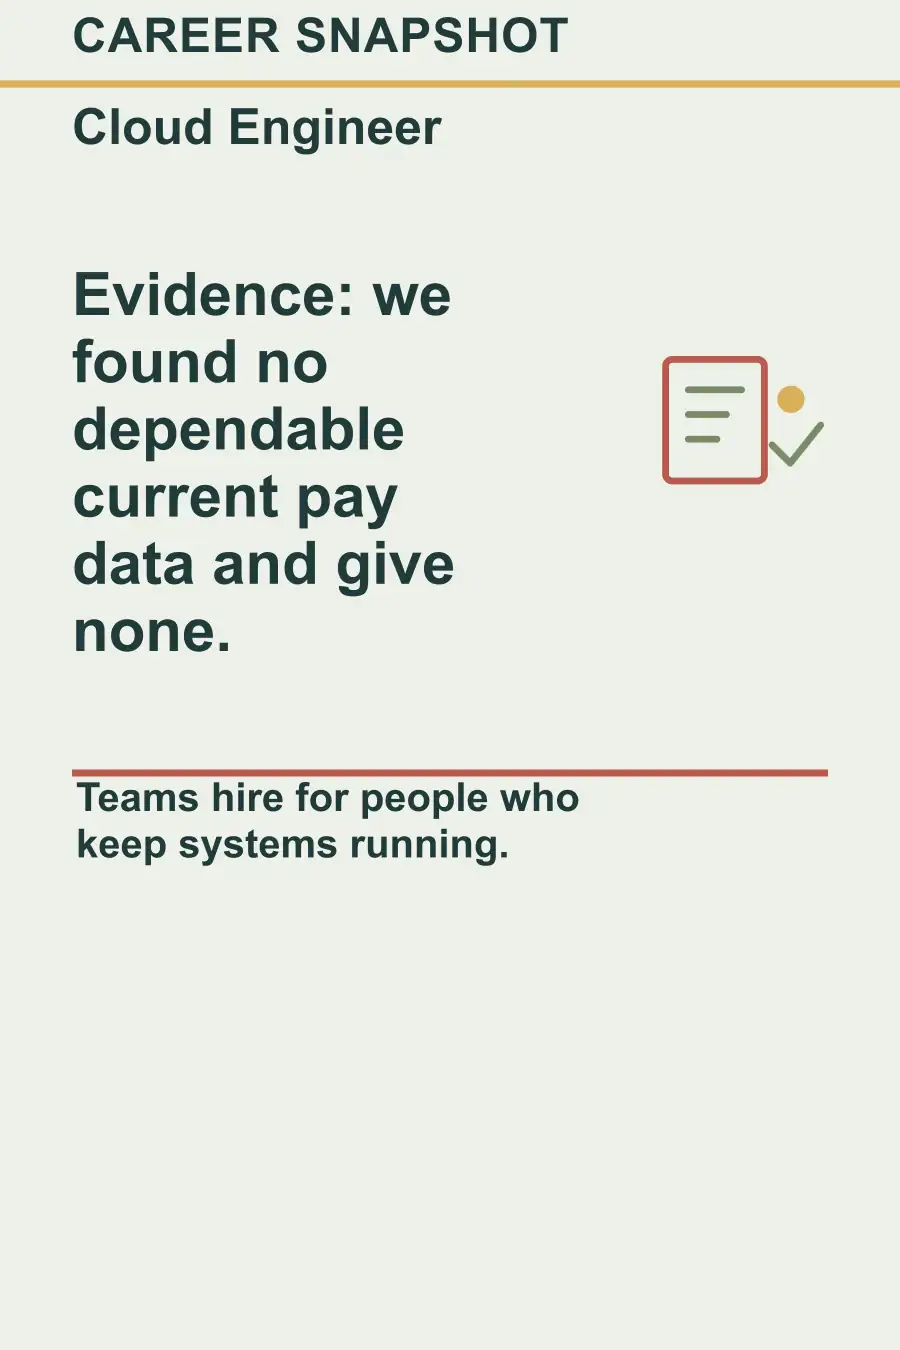 CAREER SNAPSHOT
Cloud Engineer
Evidence: we
found no
dependable
current pay
data and give
none.
Teams hire for people who
keep systems running.